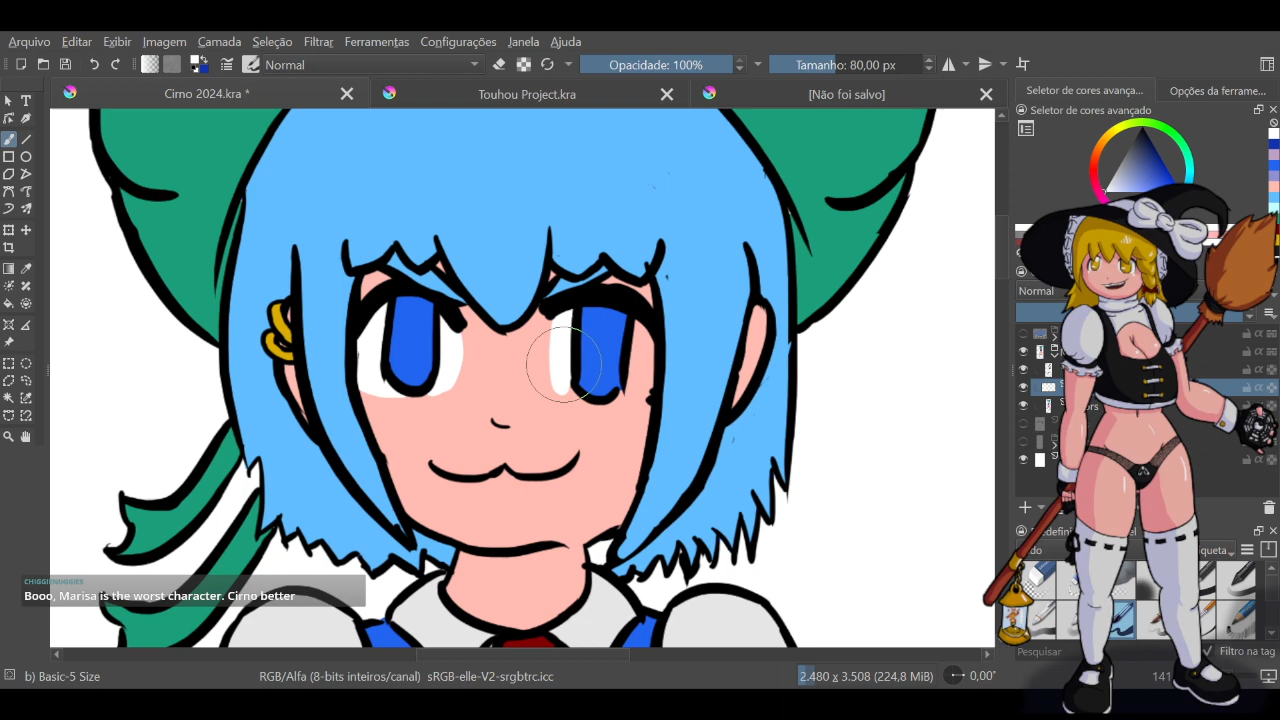 Arquivo Editar Exibir Imagem Camada Seleção Filtrar Ferramentas Configurações Janela Ajuda
Normal Opacidade: 100% Tamanho: 80,00 px
Cirno 2024.kra * Touhou Project.kra [Não foi salvo]
Seletor de cores avança... Opções da ferrame...
Seletor de cores avançado
Normal
CHIGGIENUGGIES
Booo, Marisa is the worst character. Cirno better
Pesquisar Filtro na tag
b) Basic-5 Size RGB/Alfa (8-bits inteiros/canal) sRGB-elle-V2-srgbtrc.icc 2.480 x 3.508 (224,8 MiB) 0,00°